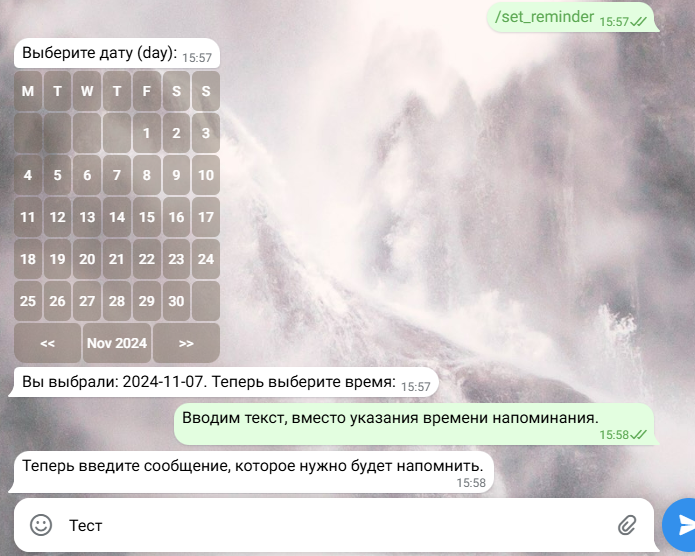 /set_reminder 15:57
Выберите дату (day): 15:57
M T W T F S S
1 2 3
4 5 6 7 8 9 10
11 12 13 14 15 16 17
18 19 20 21 22 23 24
25 26 27 28 29 30
<< Nov 2024 >>
Вы выбрали: 2024-11-07. Теперь выберите время: 15:57
Вводим текст, вместо указания времени напоминания.
15:58
Теперь введите сообщение, которое нужно будет напомнить.
15:58
Тест